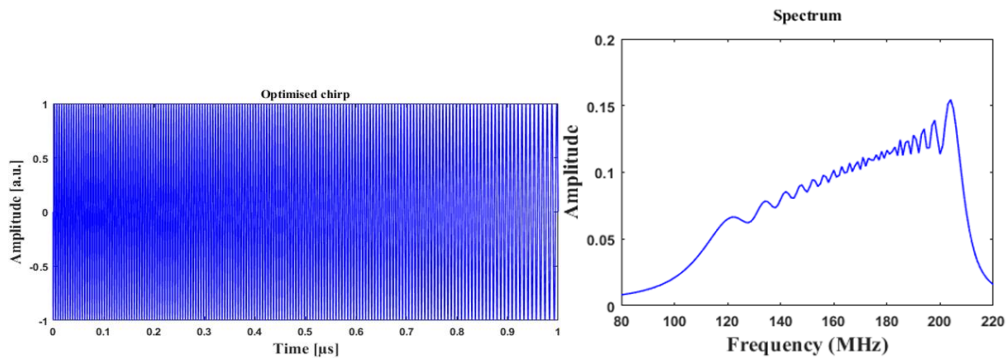 Optimised chirp
Amplitude [a.u.]
1
0.5
0
-0.5
-1
0 0.1 0.2 0.3 0.4 0.5 0.6 0.7 0.8 0.9 1
Time [µs]
Spectrum
Amplitude
0.2
0.15
0.1
0.05
0
80 100 120 140 160 180 200 220
Frequency (MHz)